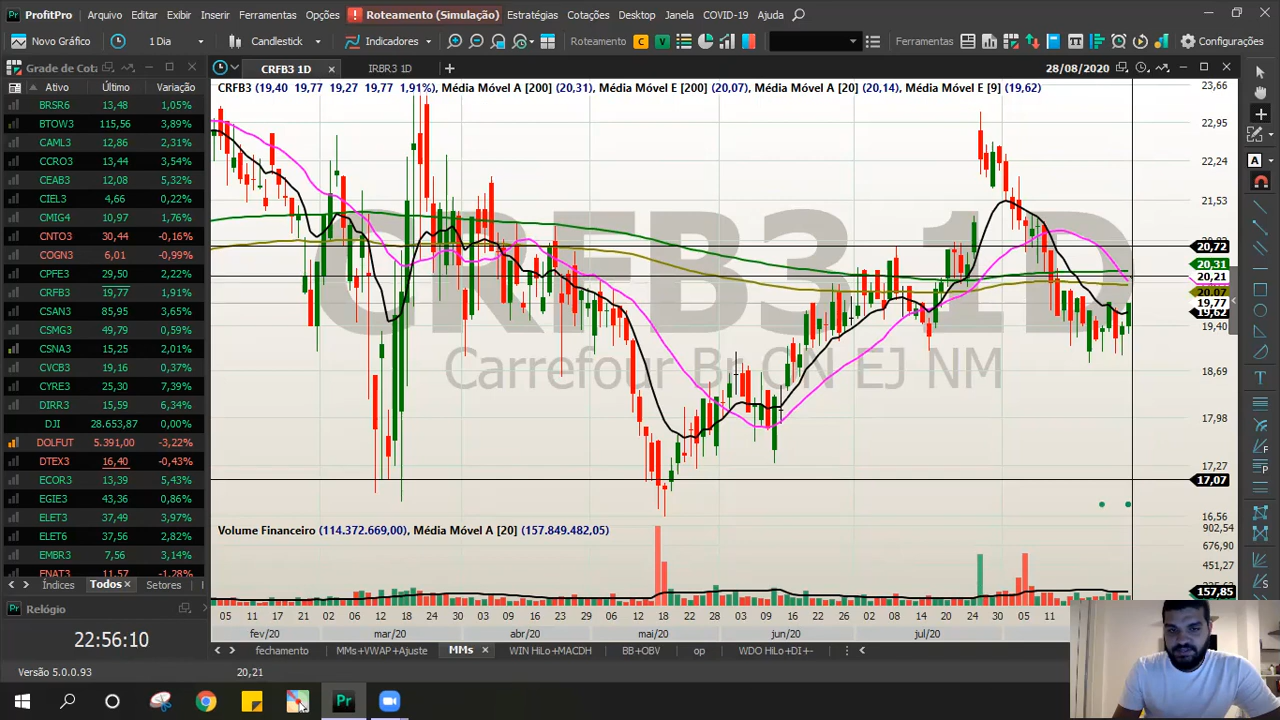 ProfitPro Arquivo Editar Exibir Inserir Ferramentas Opções ! Roteamento (Simulação) Estratégias Cotações Desktop Janela COVID-19 Ajuda
Novo Gráfico 1 Dia Candlestick Indicadores Roteamento C V Ferramentas Configurações
Grade de Cota CRFB3 1D × IRBR3 1D + 28/08/2020
Ativo Último Variação
BRSR6 13,48 1,05%
BTOW3 115,56 3,89%
CAML3 12,86 2,31%
CCRO3 13,44 3,54%
CEAB3 12,08 5,32%
CIEL3 4,66 0,22%
CMIG4 10,97 1,76%
CNTO3 30,44 -0,16%
COGN3 6,01 -0,99%
CPFE3 29,50 2,22%
CRFB3 19,77 1,91%
CSAN3 85,95 3,65%
CSMG3 49,79 0,59%
CSNA3 15,25 2,01%
CVCB3 19,16 0,37%
CYRE3 25,30 7,39%
DIRR3 15,59 6,34%
DJI 28.653,87 0,00%
DOLFUT 5.391,00 -3,22%
DTEX3 16,40 -0,43%
ECOR3 13,39 5,43%
EGIE3 43,36 0,86%
ELET3 37,49 3,97%
ELET6 37,56 2,82%
EMBR3 7,56 3,14%
ENAT3 11,57 -1,28%
Índices Todos × Setores
Relógio
22:56:10
Versão 5.0.0.93 20,21
CRFB3 (19,40 19,77 19,27 19,77 1,91%), Média Móvel A [200] (20,31), Média Móvel E [200] (20,07), Média Móvel A [20] (20,14), Média Móvel E [9] (19,62)
CRFB3 1D
Carrefour Br ON EJ NM
23,66
22,95
22,24
21,53
20,72
20,31
20,21
20,07
19,77
19,62
19,40
18,69
17,98
17,27
17,07
16,56
Volume Financeiro (114.372.669,00), Média Móvel A [20] (157.849.482,05)
902,54
676,90
451,27
157,85
05 11 17 21 02 06 12 18 24 30 03 07 14 20 27 04 08 14 20 26 01 05 12 18 24 30
fev/20 mar/20 abr/20 mai/20 jun/20 jul/20
fechamento MMs+VWAP+Ajuste MMs × WIN HiLo+MACDH BB+OBV op WDO HiLo+DI+-
Pr